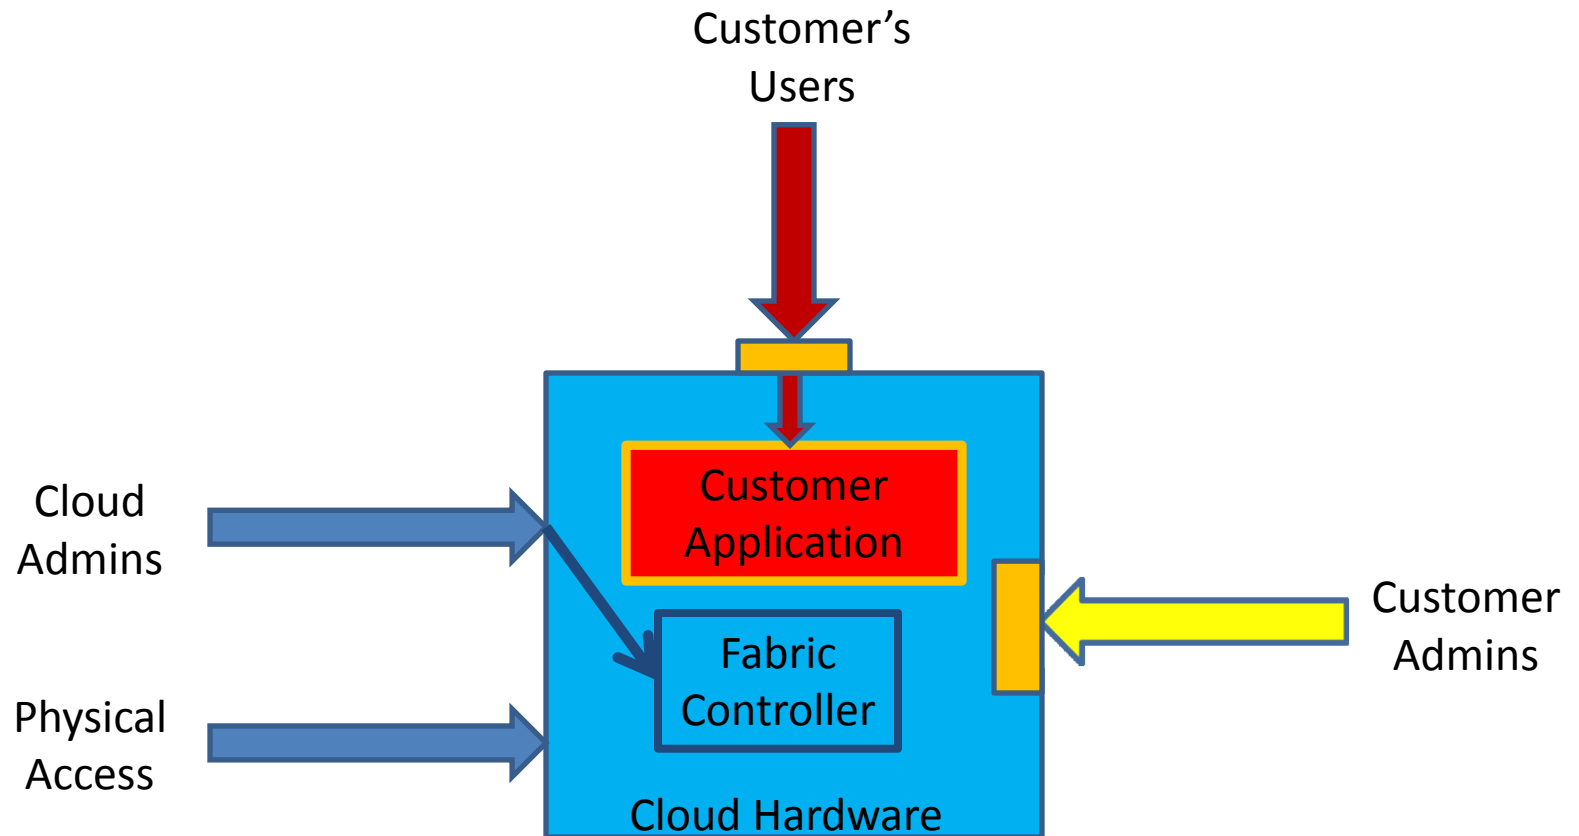 Customer’s
Users
Customer
Application
Cloud
Admins
Customer
Admins
Fabric
Controller
Physical
Access
Cloud Hardware